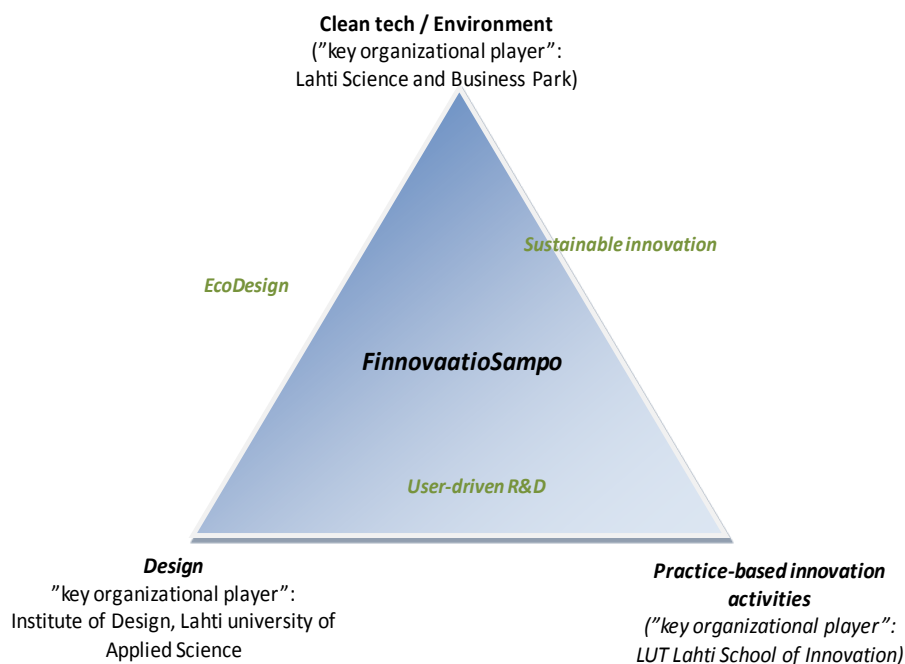 Clean tech / Environment
(”key organizational player”:
Lahti Science and Business Park)
Sustainable innovation
EcoDesign
FinnovaatioSampo
User-driven R&D
Design
”key organizational player”:
Institute of Design, Lahti university of
Applied Science
Practice-based innovation
activities
(”key organizational player”:
LUT Lahti School of Innovation)